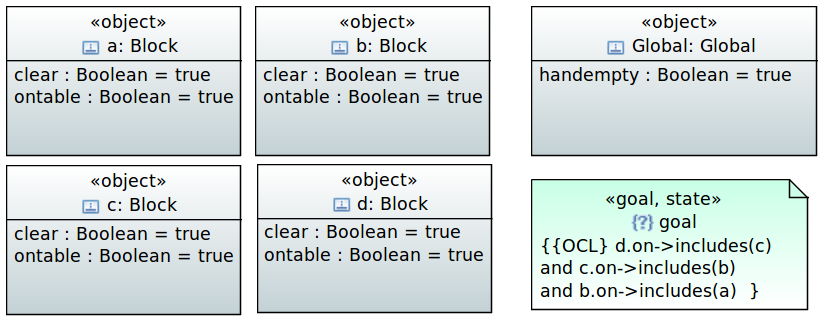 «object»
a: Block
clear : Boolean = true
ontable : Boolean = true
«object»
b: Block
clear : Boolean = true
ontable : Boolean = true
«object»
Global: Global
handempty : Boolean = true
«object»
c: Block
clear : Boolean = true
ontable : Boolean = true
«object»
d: Block
clear : Boolean = true
ontable : Boolean = true
«goal, state»
{?} goal
{{OCL} d.on->includes(c)
and c.on->includes(b)
and b.on->includes(a)  }